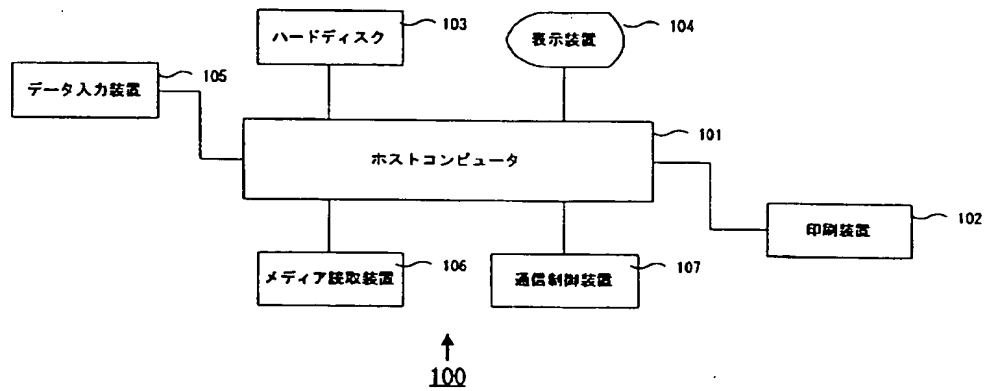 ハードディスク
103
表示装置
104
データ入力装置
105
ホストコンピュータ
101
印刷装置
102
メディア読取装置
106
通信制御装置
107
100